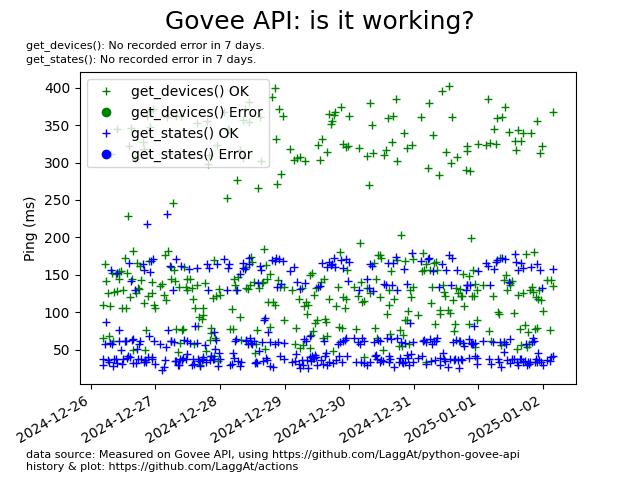 Govee API: is it working?
get_devices(): No recorded error in 7 days.
get_states(): No recorded error in 7 days.
get_devices() OK
get_devices() Error
get_states() OK
get_states() Error
Ping (ms)
400
350
300
250
200
150
100
50
2024-12-26
2024-12-27
2024-12-28
2024-12-29
2024-12-30
2024-12-31
2025-01-01
2025-01-02
data source: Measured on Govee API, using https://github.com/LaggAt/python-govee-api
history & plot: https://github.com/LaggAt/actions